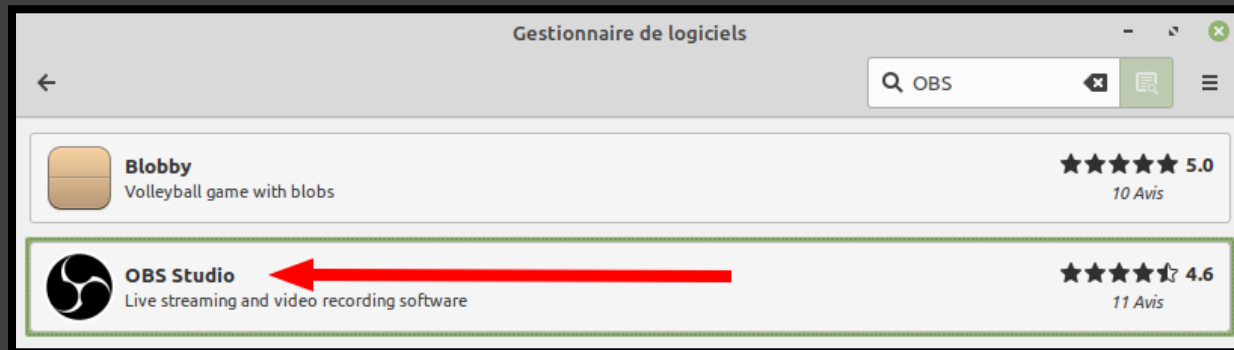 Gestionnaire de logiciels
OBS
Blobby
Volleyball game with blobs
5.0
10 Avis
OBS Studio
Live streaming and video recording software
4.6
11 Avis